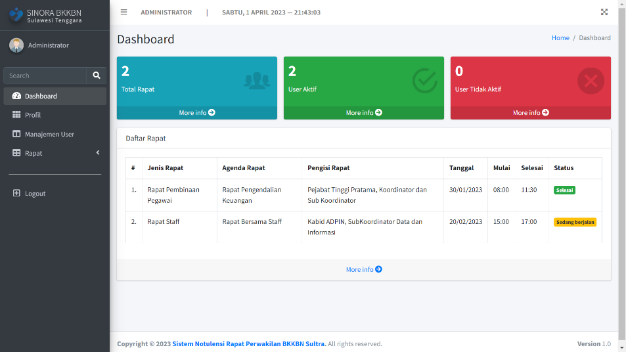 SINORA BKKBN
Sulawesi Tenggara
Administrator
Search
Dashboard
Profil
Manajemen User
Rapat
Logout
ADMINISTRATOR | SABTU, 1 APRIL 2023 -- 21:43:03
Dashboard
Home / Dashboard
2
Total Rapat
More info
2
User Aktif
More info
0
User Tidak Aktif
More info
Daftar Rapat
# Jenis Rapat Agenda Rapat Pengisi Rapat Tanggal Mulai Selesai Status
1. Rapat Pembinaan Pegawai Rapat Pengendalian Keuangan Pejabat Tinggi Pratama, Koordinator dan Sub Koordinator 30/01/2023 08:00 11:30 Selesai
2. Rapat Staff Rapat Bersama Staff Kabid ADPIN, SubKoordinator Data dan Informasi 20/02/2023 15:00 17:00 Sedang berjalan
More info
Copyright © 2023 Sistem Notulensi Rapat Perwakilan BKKBN Sultra. All rights reserved.
Version 1.0